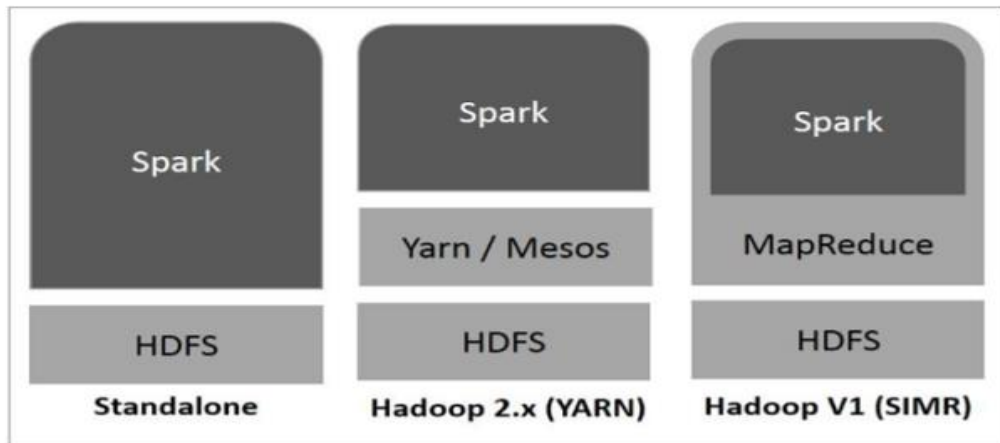 Spark
HDFS
Standalone
Spark
Yarn / Mesos
HDFS
Hadoop 2.x (YARN)
Spark
MapReduce
HDFS
Hadoop V1 (SIMR)